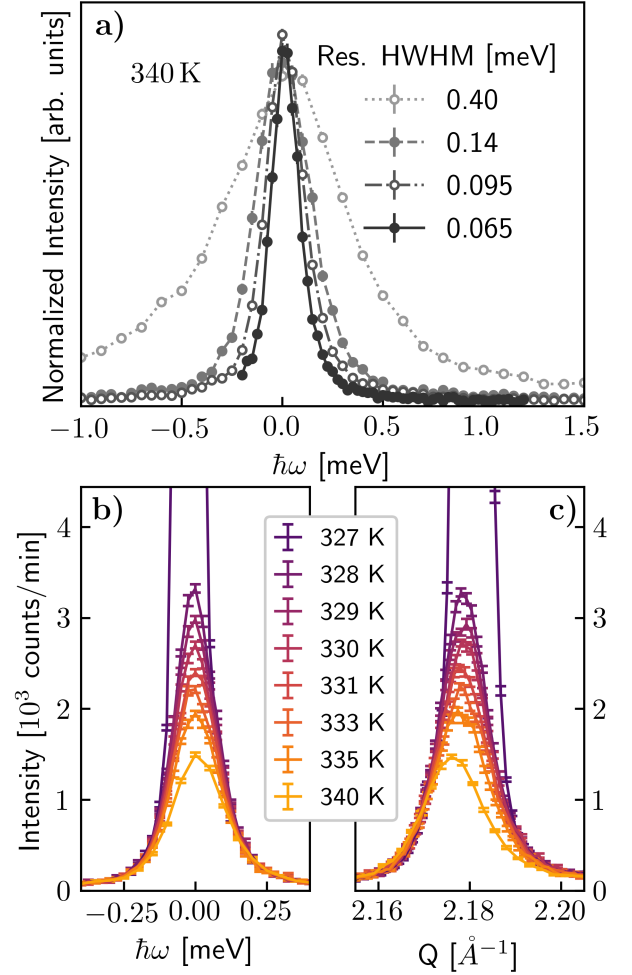 a)
340 K
Res. HWHM [meV]
0.40
0.14
0.095
0.065
Normalized Intensity [arb. units]
−1.0 −0.5 0.0 0.5 1.0 1.5
ħω [meV]
b)
c)
327 K
328 K
329 K
330 K
331 K
333 K
335 K
340 K
Intensity [10³ counts/min]
4 4
3 3
2 2
1 1
0 0
−0.25 0.00 0.25
2.16 2.18 2.20
ħω [meV]
Q [Å⁻¹]